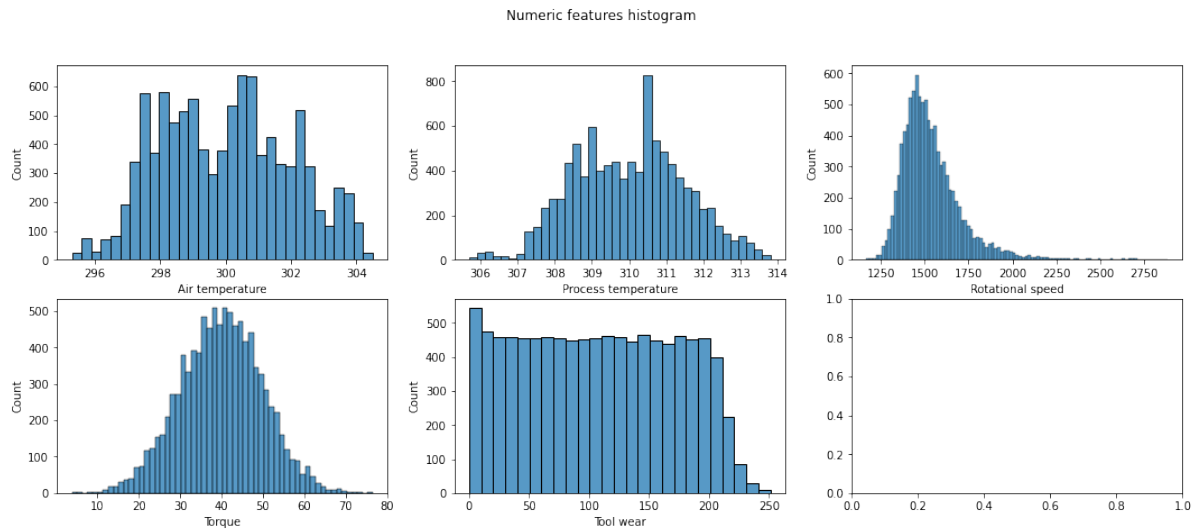 Numeric features histogram
600
500
400
300
200
100
0
Count
296 298 300 302 304
Air temperature
800
600
400
200
0
Count
306 307 308 309 310 311 312 313 314
Process temperature
600
500
400
300
200
100
0
Count
1250 1500 1750 2000 2250 2500 2750
Rotational speed
500
400
300
200
100
0
Count
10 20 30 40 50 60 70 80
Torque
500
400
300
200
100
0
Count
0 50 100 150 200 250
Tool wear
1.0
0.8
0.6
0.4
0.2
0.0
0.0 0.2 0.4 0.6 0.8 1.0